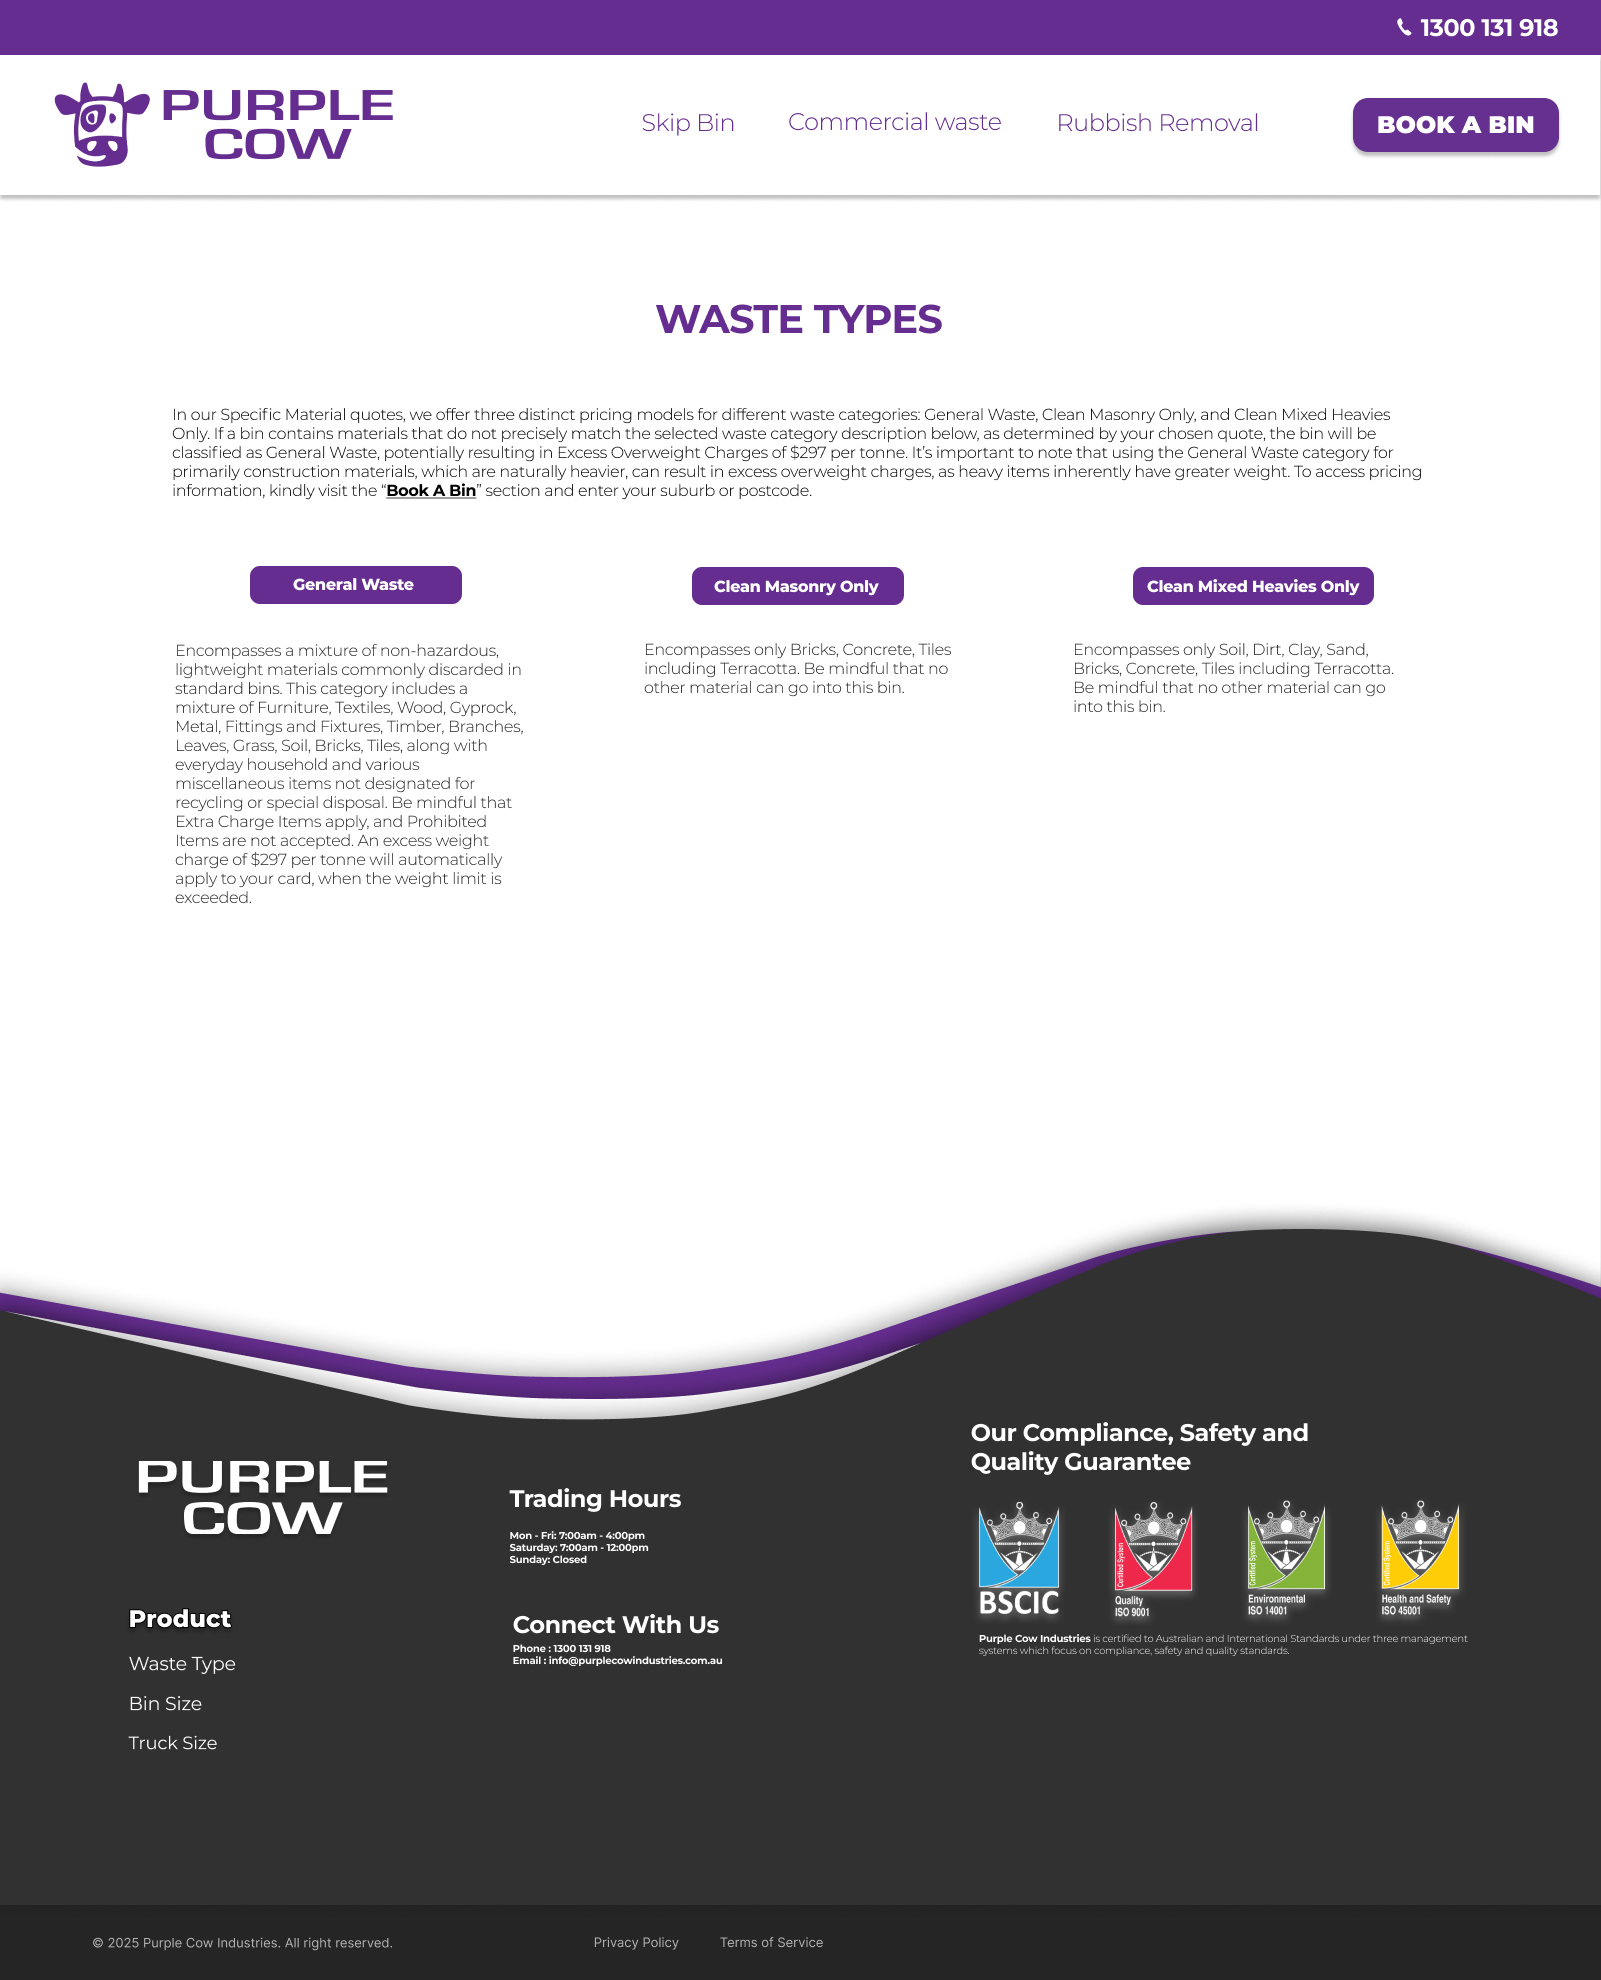 1300 131 918
PURPLE
COW
Skip Bin
Commercial waste
Rubbish Removal
BOOK A BIN
WASTE TYPES
In our Specific Material quotes, we offer three distinct pricing models for different waste categories: General Waste, Clean Masonry Only, and Clean Mixed Heavies
Only. If a bin contains materials that do not precisely match the selected waste category description below, as determined by your chosen quote, the bin will be
classified as General Waste, potentially resulting in Excess Overweight Charges of $297 per tonne. It’s important to note that using the General Waste category for
primarily construction materials, which are naturally heavier, can result in excess overweight charges, as heavy items inherently have greater weight. To access pricing
information, kindly visit the “Book A Bin” section and enter your suburb or postcode.
General Waste
Encompasses a mixture of non-hazardous,
lightweight materials commonly discarded in
standard bins. This category includes a
mixture of Furniture, Textiles, Wood, Gyprock,
Metal, Fittings and Fixtures, Timber, Branches,
Leaves, Grass, Soil, Bricks, Tiles, along with
everyday household and various
miscellaneous items not designated for
recycling or special disposal. Be mindful that
Extra Charge Items apply, and Prohibited
Items are not accepted. An excess weight
charge of $297 per tonne will automatically
apply to your card, when the weight limit is
exceeded.
Clean Masonry Only
Encompasses only Bricks, Concrete, Tiles
including Terracotta. Be mindful that no
other material can go into this bin.
Clean Mixed Heavies Only
Encompasses only Soil, Dirt, Clay, Sand,
Bricks, Concrete, Tiles including Terracotta.
Be mindful that no other material can go
into this bin.
PURPLE
COW
Product
Waste Type
Bin Size
Truck Size
Trading Hours
Mon - Fri: 7:00am - 4:00pm
Saturday: 7:00am - 12:00pm
Sunday: Closed
Connect With Us
Phone : 1300 131 918
Email : info@purplecowindustries.com.au
Our Compliance, Safety and
Quality Guarantee
BSCIC
Certified System
Quality
ISO 9001
Certified System
Environmental
ISO 14001
Certified System
Health and Safety
ISO 45001
Purple Cow Industries is certified to Australian and International Standards under three management
systems which focus on compliance, safety and quality standards.
© 2025 Purple Cow Industries. All right reserved.
Privacy Policy
Terms of Service